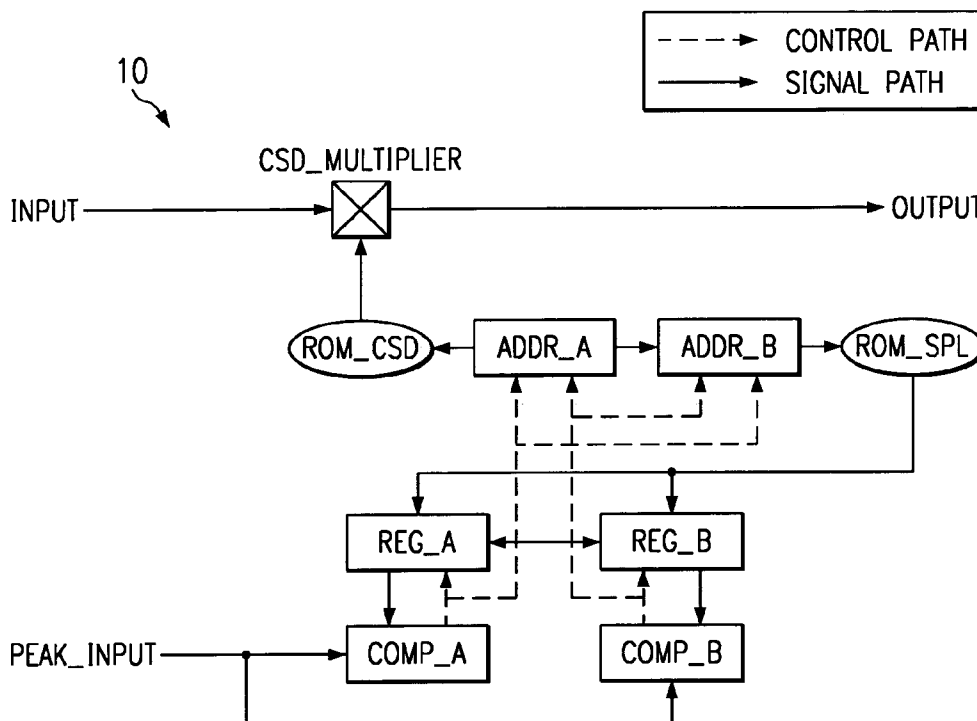 CONTROL PATH
SIGNAL PATH
10
CSD_MULTIPLIER
INPUT
OUTPUT
ROM_CSD
ADDR_A
ADDR_B
ROM_SPL
REG_A
REG_B
PEAK_INPUT
COMP_A
COMP_B